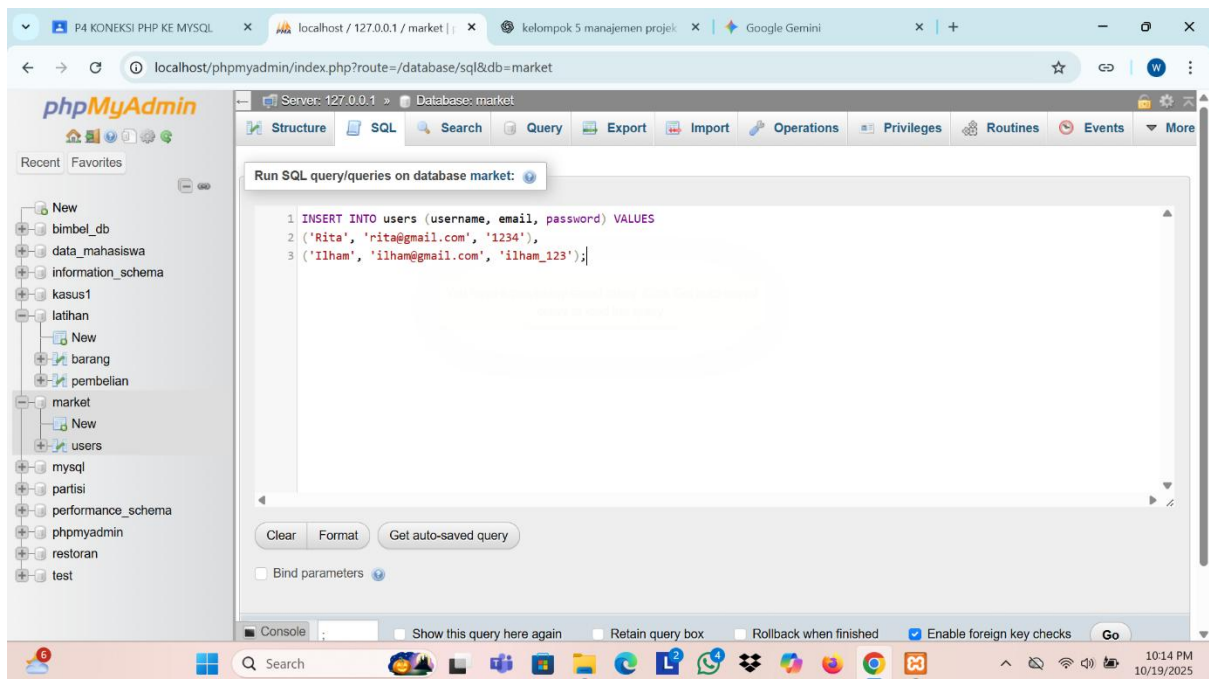 P4 KONEKSI PHP KE MYSQL
localhost / 127.0.0.1 / market |
kelompok 5 manajemen projek
Google Gemini
localhost/phpmyadmin/index.php?route=/database/sql&db=market
W
phpMyAdmin
Recent Favorites
New
bimbel_db
data_mahasiswa
information_schema
kasus1
latihan
New
barang
pembelian
market
New
users
mysql
partisi
performance_schema
phpmyadmin
restoran
test
Server: 127.0.0.1 » Database: market
Structure SQL Search Query Export Import Operations Privileges Routines Events More
Run SQL query/queries on database market:
1 INSERT INTO users (username, email, password) VALUES
2 ('Rita', 'rita@gmail.com', '1234'),
3 ('Ilham', 'ilham@gmail.com', 'ilham_123');
Clear Format Get auto-saved query
Bind parameters
Console ; Show this query here again Retain query box Rollback when finished Enable foreign key checks Go
6
Search
10:14 PM
10/19/2025